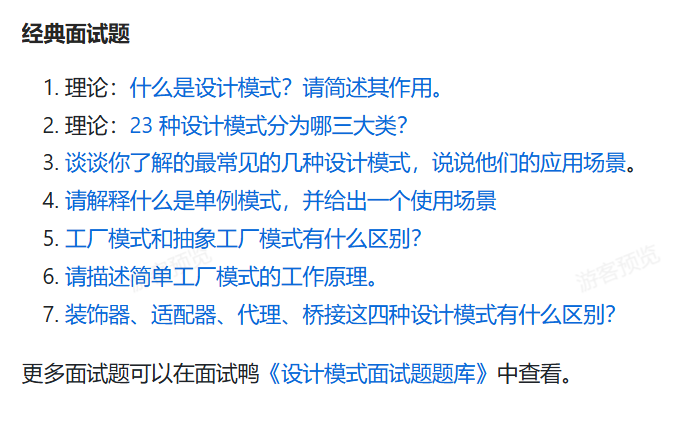 经典面试题
1. 理论：什么是设计模式？请简述其作用。
2. 理论：23 种设计模式分为哪三大类？
3. 谈谈你了解的最常见的几种设计模式，说说他们的应用场景。
4. 请解释什么是单例模式，并给出一个使用场景
5. 工厂模式和抽象工厂模式有什么区别？
6. 请描述简单工厂模式的工作原理。
7. 装饰器、适配器、代理、桥接这四种设计模式有什么区别？
更多面试题可以在面试鸭《设计模式面试题题库》中查看。
游客预览
游客预览